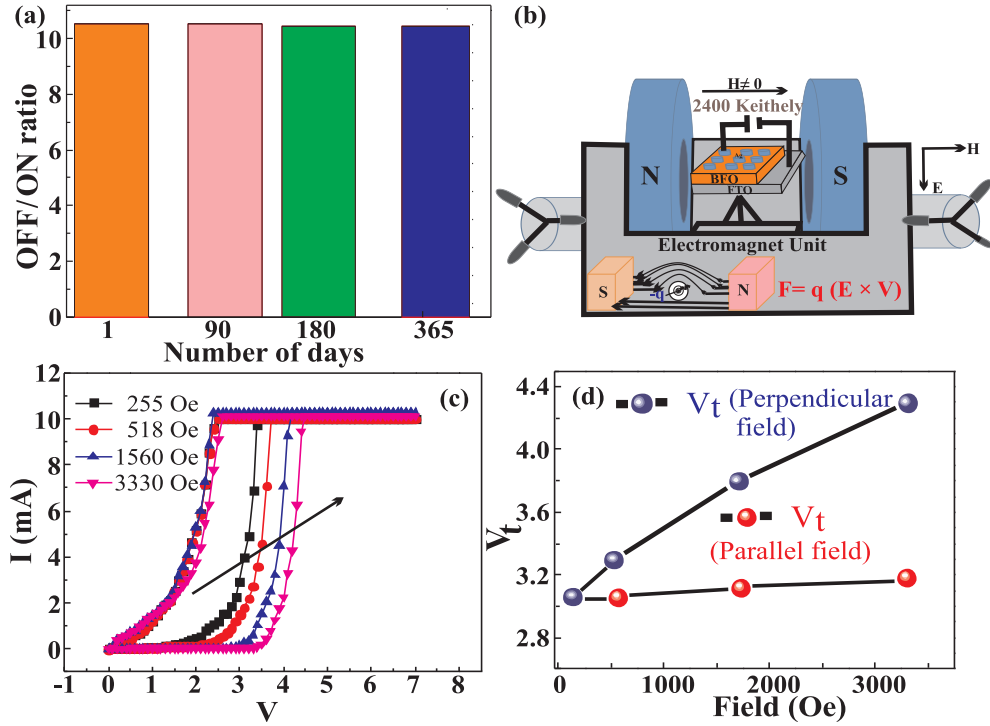 (a)
OFF/ON ratio
10
8
6
4
2
0
1 90 180 365
Number of days
(b)
H≠ 0
2400 Keithely
N
S
Ag
BFO
FTO
H
E
Electromagnet Unit
S
-q
N
F= q (E × V)
(c)
I (mA)
12
10
8
6
4
2
0
255 Oe
518 Oe
1560 Oe
3330 Oe
-1 0 1 2 3 4 5 6 7 8
V
(d)
Vt
4.4
4.0
3.6
3.2
2.8
Vt (Perpendicular
field)
Vt
(Parallel field)
0 1000 2000 3000
Field (Oe)